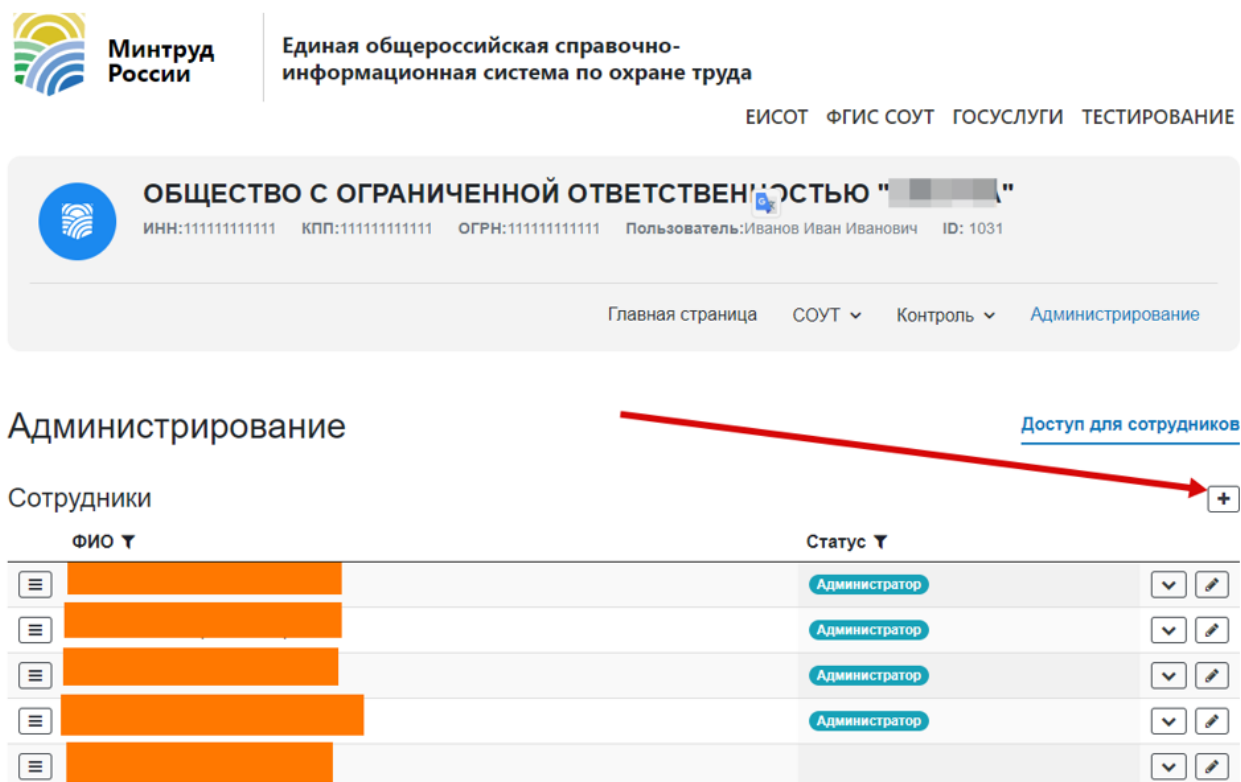 Минтруд
России
Единая общероссийская справочно-
информационная система по охране труда
ЕИСОТ ФГИС СОУТ ГОСУСЛУГИ ТЕСТИРОВАНИЕ
ОБЩЕСТВО С ОГРАНИЧЕННОЙ ОТВЕТСТВЕННОСТЬЮ " "
ИНН:111111111111 КПП:111111111111 ОГРН:111111111111 Пользователь:Иванов Иван Иванович ID: 1031
Главная страница СОУТ Контроль Администрирование
Администрирование
Доступ для сотрудников
Сотрудники
ФИО Статус
Администратор
Администратор
Администратор
Администратор